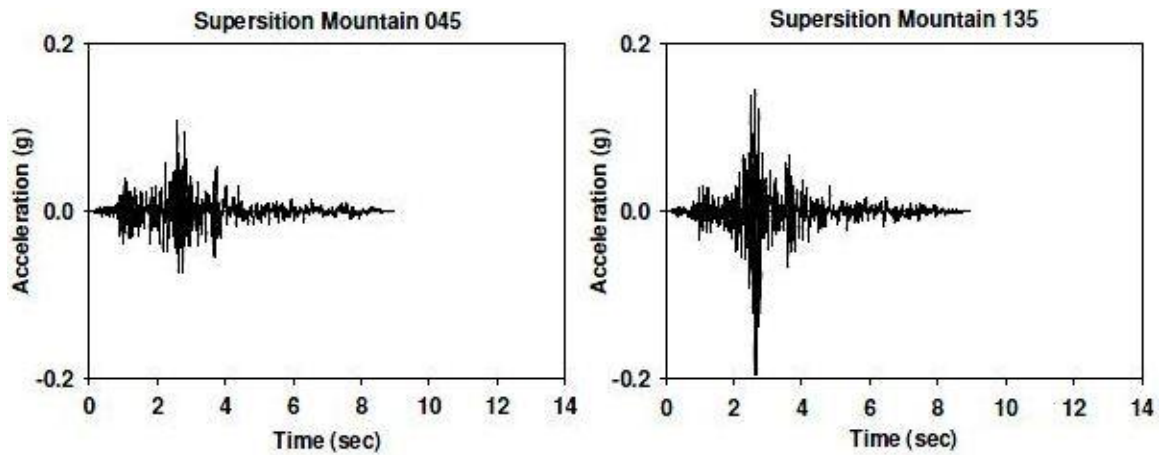 Supersition Mountain 045
0.2
0.0
-0.2
Acceleration (g)
0 2 4 6 8 10 12 14
Time (sec)
Supersition Mountain 135
0.2
0.0
-0.2
Acceleration (g)
0 2 4 6 8 10 12 14
Time (sec)